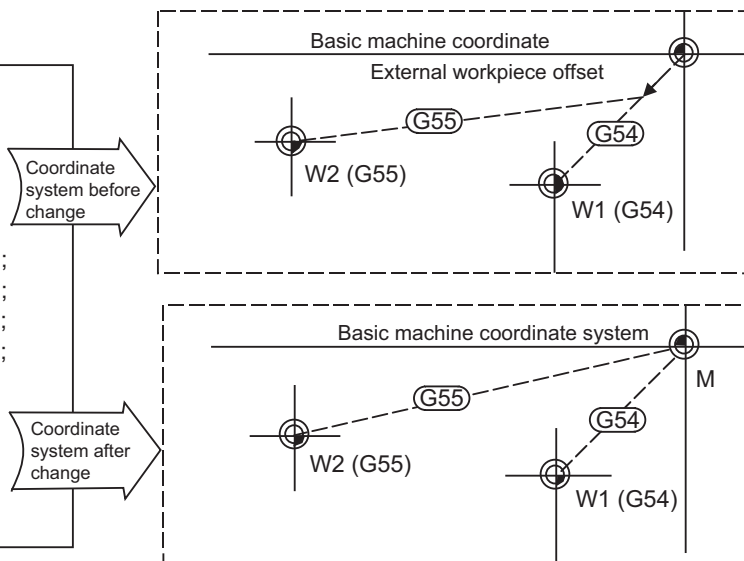 Basic machine coordinate
External workpiece offset
G55
G54
W2 (G55)
W1 (G54)
Coordinate
system before
change
;
;
;
;
Basic machine coordinate system
M
G55
G54
W2 (G55)
W1 (G54)
Coordinate
system after
change